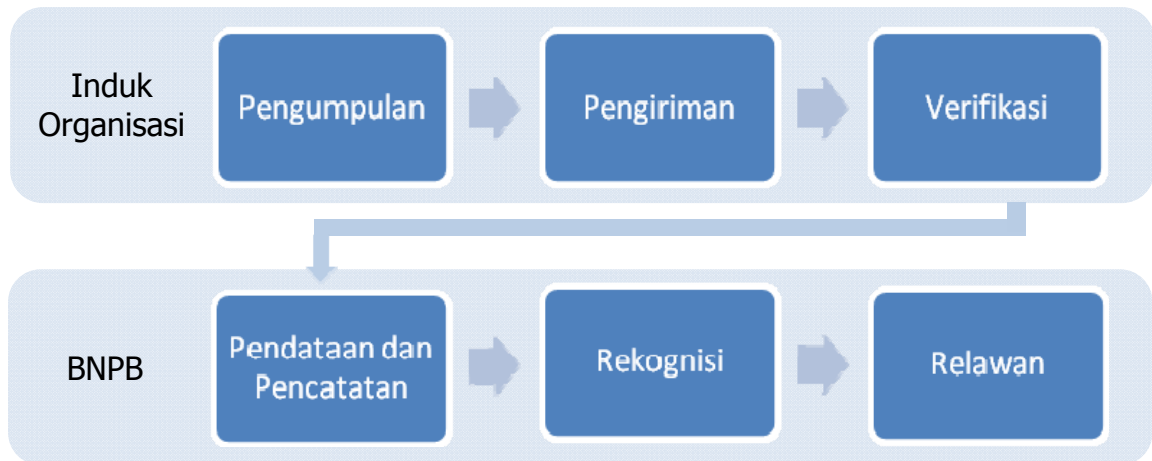 Induk
Organisasi
Pengumpulan
Pengiriman
Verifikasi
BNPB
Pendataan dan
Pencatatan
Rekognisi
Relawan